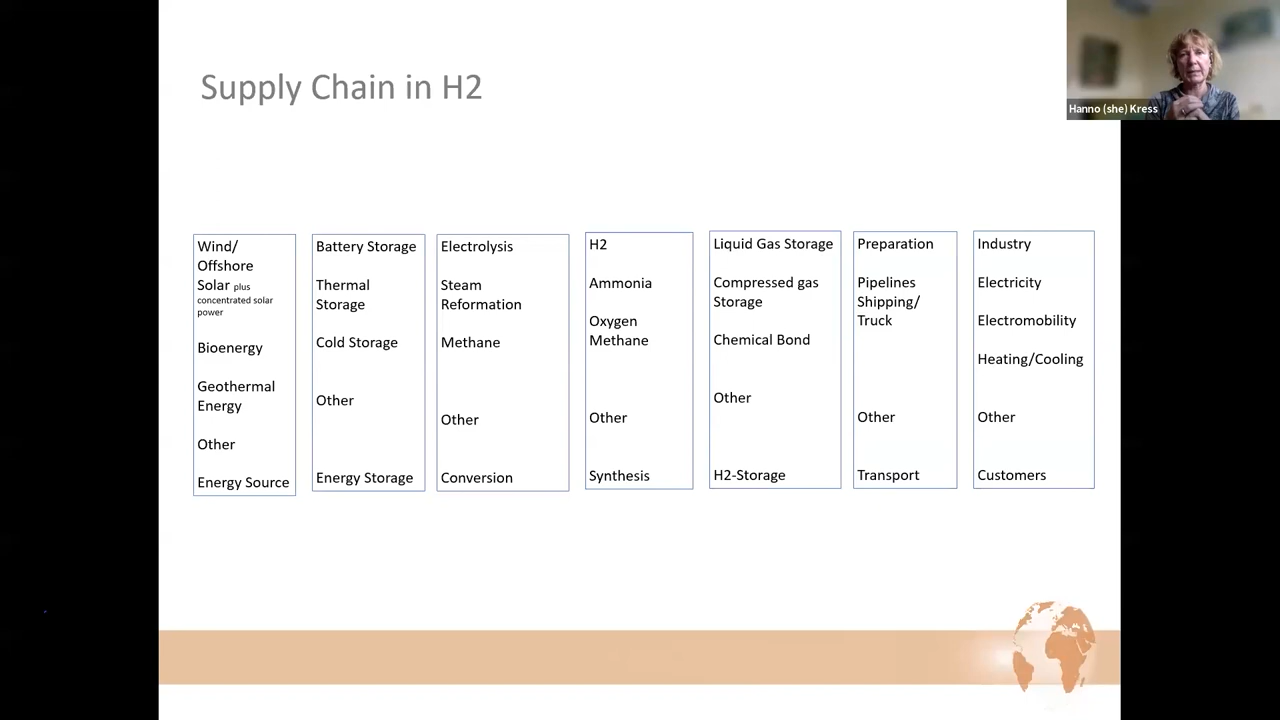 Supply Chain in H2
Hanno (she) Kress
Wind/
Offshore
Solar plus
concentrated solar
power
Bioenergy
Geothermal
Energy
Other
Energy Source
Battery Storage
Thermal
Storage
Cold Storage
Other
Energy Storage
Electrolysis
Steam
Reformation
Methane
Other
Conversion
H2
Ammonia
Oxygen
Methane
Other
Synthesis
Liquid Gas Storage
Compressed gas
Storage
Chemical Bond
Other
H2-Storage
Preparation
Pipelines
Shipping/
Truck
Other
Transport
Industry
Electricity
Electromobility
Heating/Cooling
Other
Customers